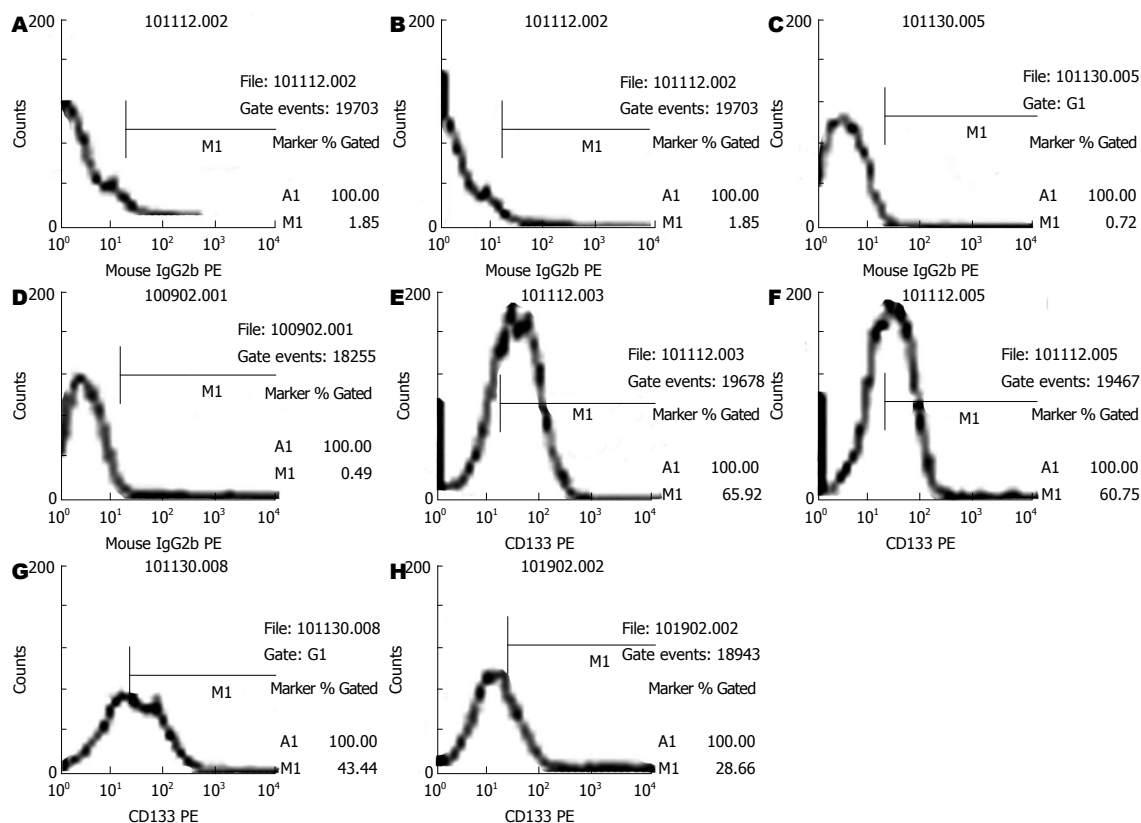 A
101112.002
200
Counts
0
File: 101112.002
Gate events: 19703
M1
Marker % Gated
A1 100.00
M1 1.85
10^0 10^1 10^2 10^3 10^4
Mouse IgG2b PE
B
101112.002
200
Counts
0
File: 101112.002
Gate events: 19703
M1
Marker % Gated
A1 100.00
M1 1.85
10^0 10^1 10^2 10^3 10^4
Mouse IgG2b PE
C
101130.005
200
Counts
0
File: 101130.005
Gate: G1
M1
Marker % Gated
A1 100.00
M1 0.72
10^0 10^1 10^2 10^3 10^4
Mouse IgG2b PE
D
100902.001
200
Counts
0
File: 100902.001
Gate events: 18255
M1
Marker % Gated
A1 100.00
M1 0.49
10^0 10^1 10^2 10^3 10^4
Mouse IgG2b PE
E
101112.003
200
Counts
0
File: 101112.003
Gate events: 19678
M1
Marker % Gated
A1 100.00
M1 65.92
10^0 10^1 10^2 10^3 10^4
CD133 PE
F
101112.005
200
Counts
0
File: 101112.005
Gate events: 19467
M1
Marker % Gated
A1 100.00
M1 60.75
10^0 10^1 10^2 10^3 10^4
CD133 PE
G
101130.008
200
Counts
0
File: 101130.008
Gate: G1
M1
Marker % Gated
A1 100.00
M1 43.44
10^0 10^1 10^2 10^3 10^4
CD133 PE
H
101902.002
200
Counts
0
File: 101902.002
M1
Gate events: 18943
Marker % Gated
A1 100.00
M1 28.66
10^0 10^1 10^2 10^3 10^4
CD133 PE